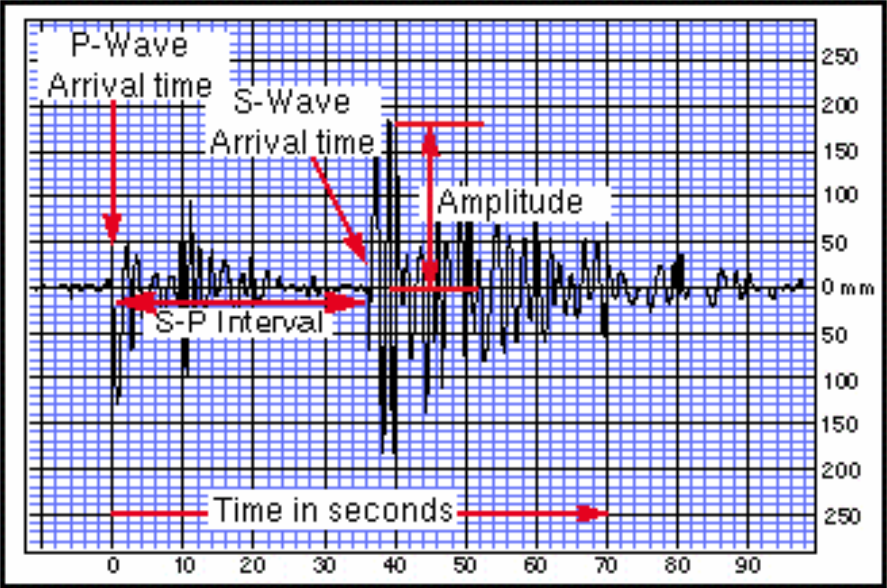 P-Wave
Arrival time
S-Wave
Arrival time
Amplitude
S-P Interval
Time in seconds
250
200
150
100
50
0 mm
50
100
150
200
250
0 10 20 30 40 50 60 70 80 90